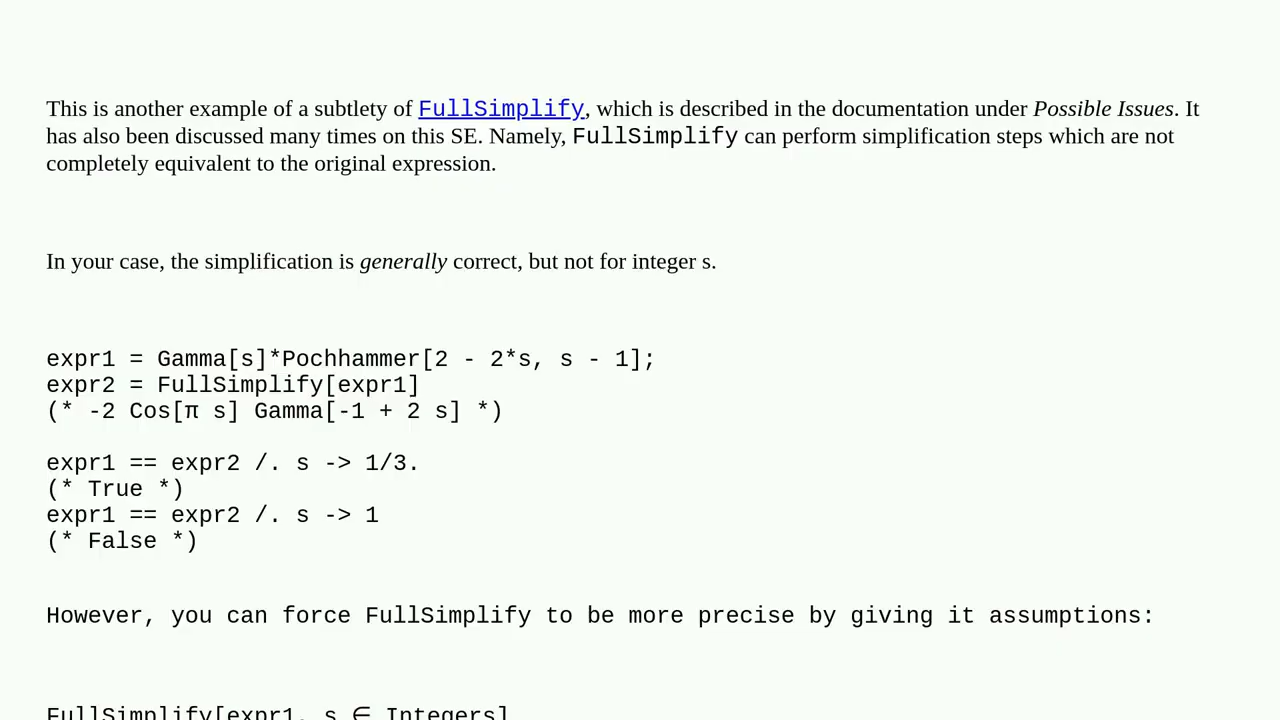 This is another example of a subtlety of FullSimplify, which is described in the documentation under Possible Issues. It
has also been discussed many times on this SE. Namely, FullSimplify can perform simplification steps which are not
completely equivalent to the original expression.
In your case, the simplification is generally correct, but not for integer s.
expr1 = Gamma[s]*Pochhammer[2 - 2*s, s - 1];
expr2 = FullSimplify[expr1]
(* -2 Cos[π s] Gamma[-1 + 2 s] *)
expr1 == expr2 /. s -> 1/3.
(* True *)
expr1 == expr2 /. s -> 1
(* False *)
However, you can force FullSimplify to be more precise by giving it assumptions:
FullSimplify[expr1, s ∈ Integers]